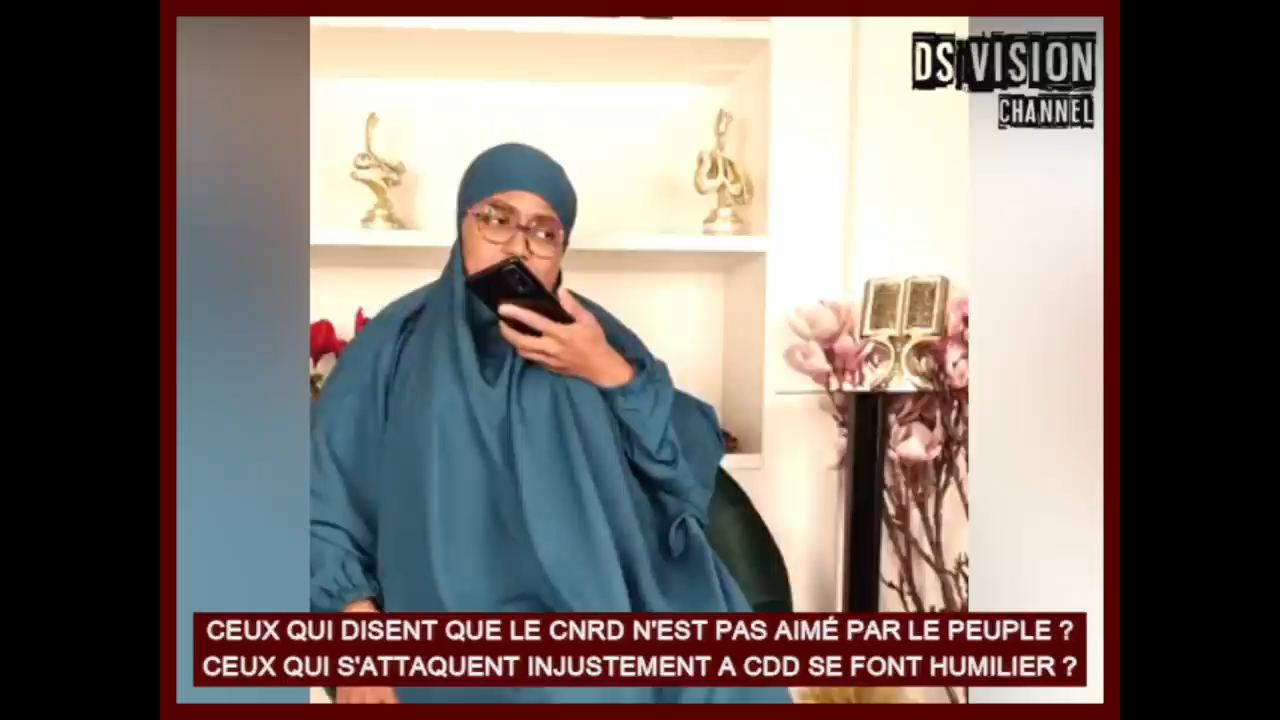 DS VISION
CHANNEL
CEUX QUI DISENT QUE LE CNRD N'EST PAS AIMÉ PAR LE PEUPLE ?
CEUX QUI S'ATTAQUENT INJUSTEMENT A CDD SE FONT HUMILIER ?